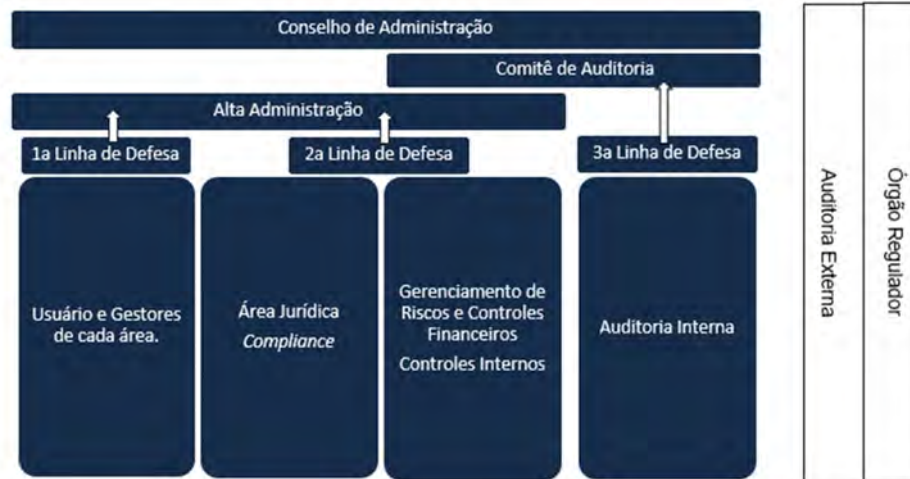 Conselho de Administração
Comitê de Auditoria
Alta Administração
1a Linha de Defesa
2a Linha de Defesa
3a Linha de Defesa
Usuário e Gestores
de cada área.
Área Jurídica
Compliance
Gerenciamento de
Riscos e Controles
Financeiros
Controles Internos
Auditoria Interna
Auditoria Externa
Órgão Regulador